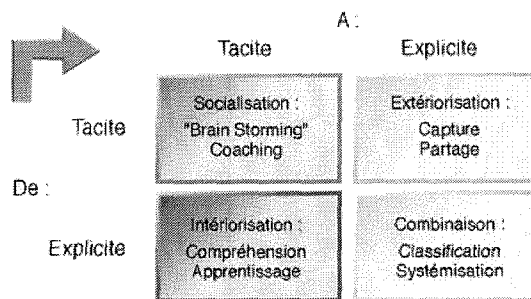 A :
Tacite Explicite
Tacite
Socialisation :
"Brain Storming"
Coaching
Extériorisation :
Capture
Partage
De :
Explicite
Intériorisation :
Compréhension
Apprentissage
Combinaison :
Classification
Systémisation